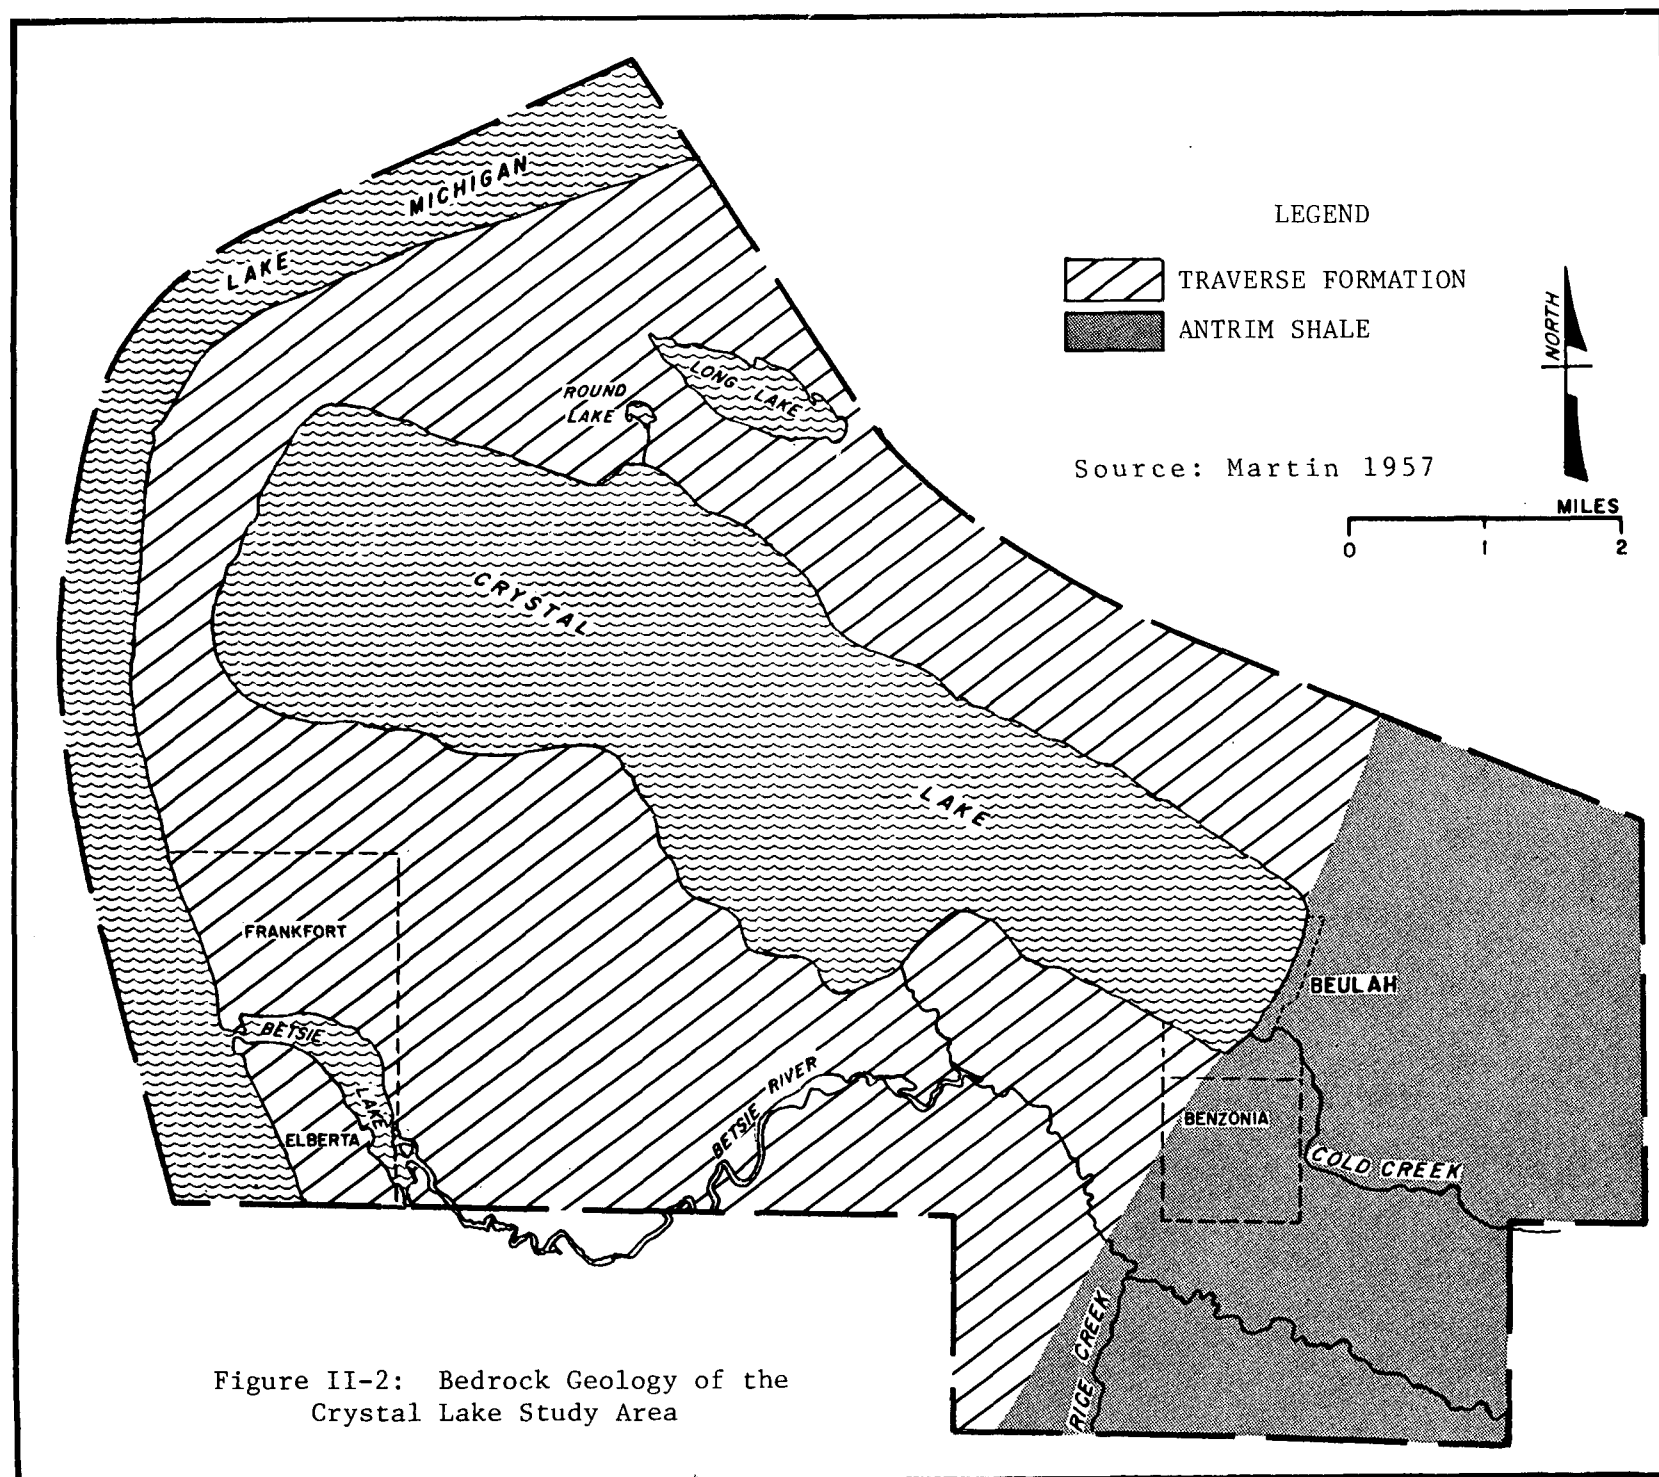 LAKE MICHIGAN
LEGEND
TRAVERSE FORMATION
ANTRIM SHALE
NORTH
Source: Martin 1957
MILES
0 1 2
ROUND
LAKE
LONG LAKE
CRYSTAL
LAKE
FRANKFORT
BETSIE
LAKE
ELBERTA
BETSIE RIVER
BEULAH
BENZONIA
COLD CREEK
RICE CREEK
Figure II-2: Bedrock Geology of the
Crystal Lake Study Area